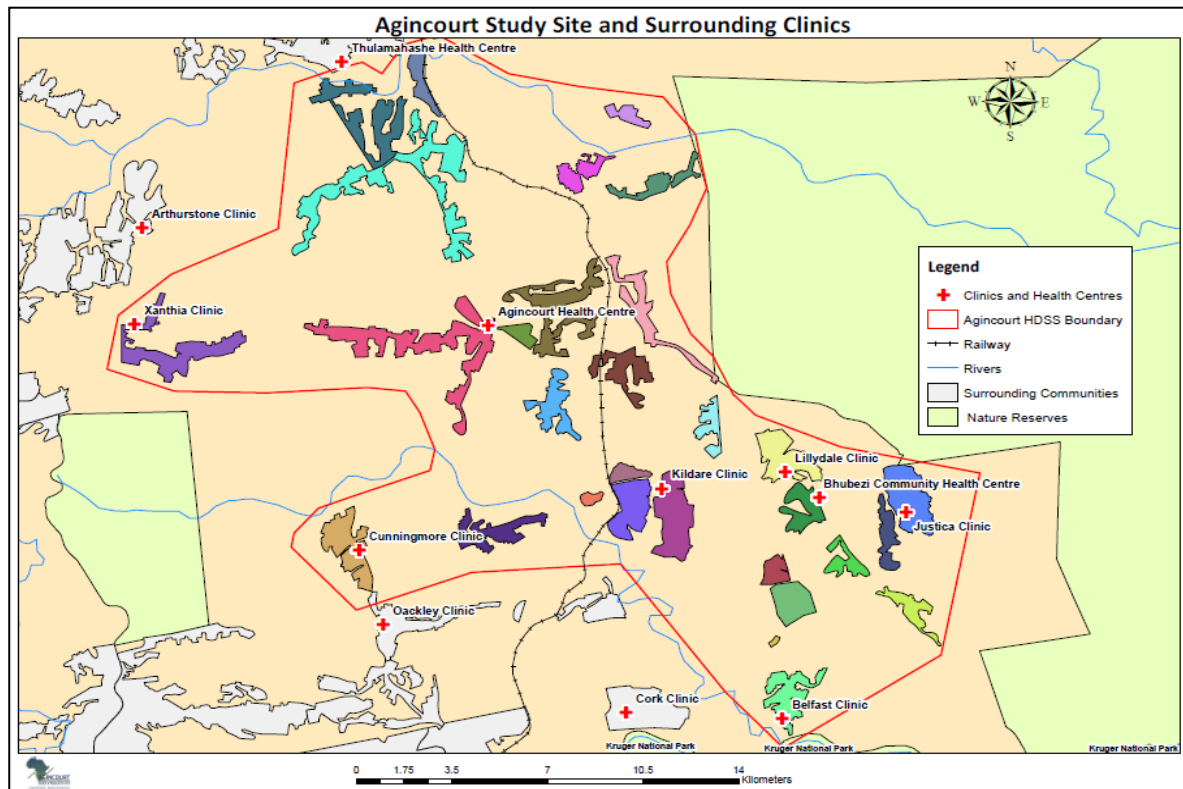 Agincourt Study Site and Surrounding Clinics
Thulamahashe Health Centre
N
W
E
S
Arthurstone Clinic
Xanthia Clinic
Agincourt Health Centre
Legend
Clinics and Health Centres
Agincourt HDSS Boundary
Railway
Rivers
Surrounding Communities
Nature Reserves
Lillydale Clinic
Kildare Clinic
Bhubezi Community Health Centre
Justica Clinic
Cunningmore Clinic
Oackley Clinic
Cork Clinic
Belfast Clinic
Kruger National Park
Kruger National Park
Kruger National Park
0 1.75 3.5 7 10.5 14
Kilometers
AGINCOURT